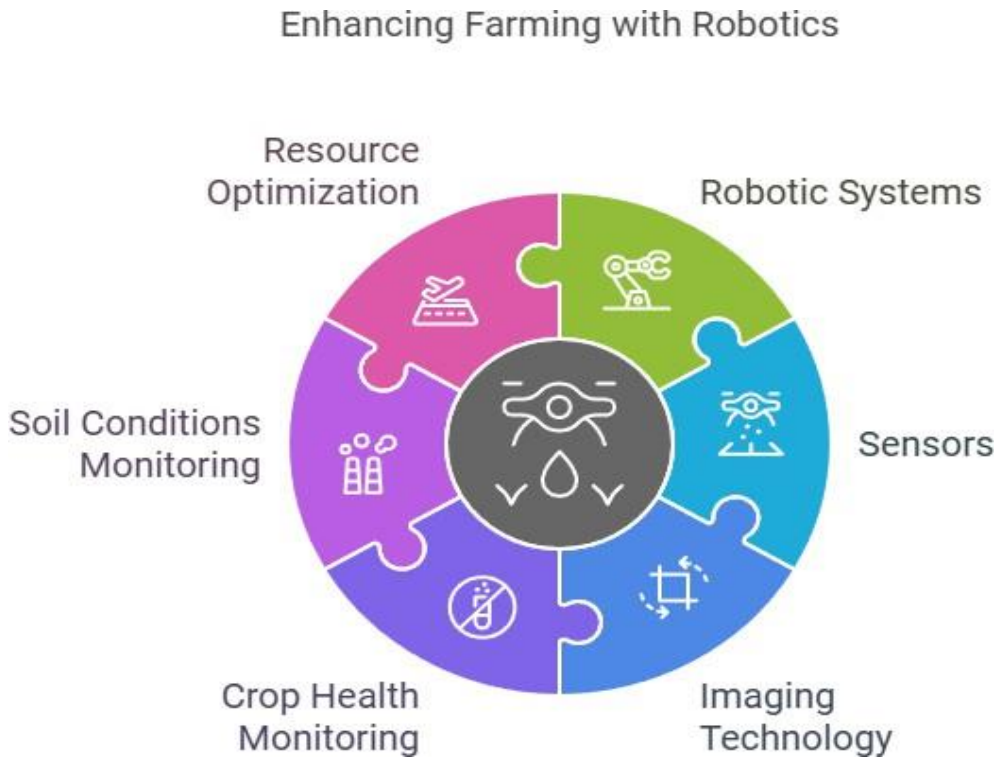 Enhancing Farming with Robotics
Resource
Optimization
Robotic Systems
Soil Conditions
Monitoring
Sensors
Crop Health
Monitoring
Imaging
Technology